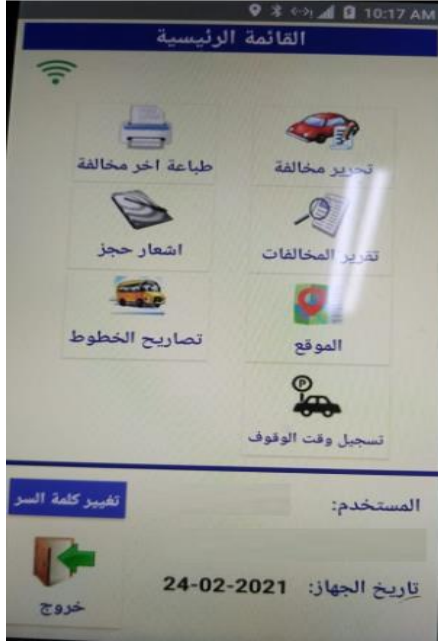 10:17 AM
القائمة الرئيسية
تحرير مخالفة
طباعة اخر مخالفة
تقرير المخالفات
اشعار حجز
الموقع
تصاريح الخطوط
P
تسجيل وقت الوقوف
المستخدم:
تغيير كلمة السر
تاريخ الجهاز: 24-02-2021
خروج